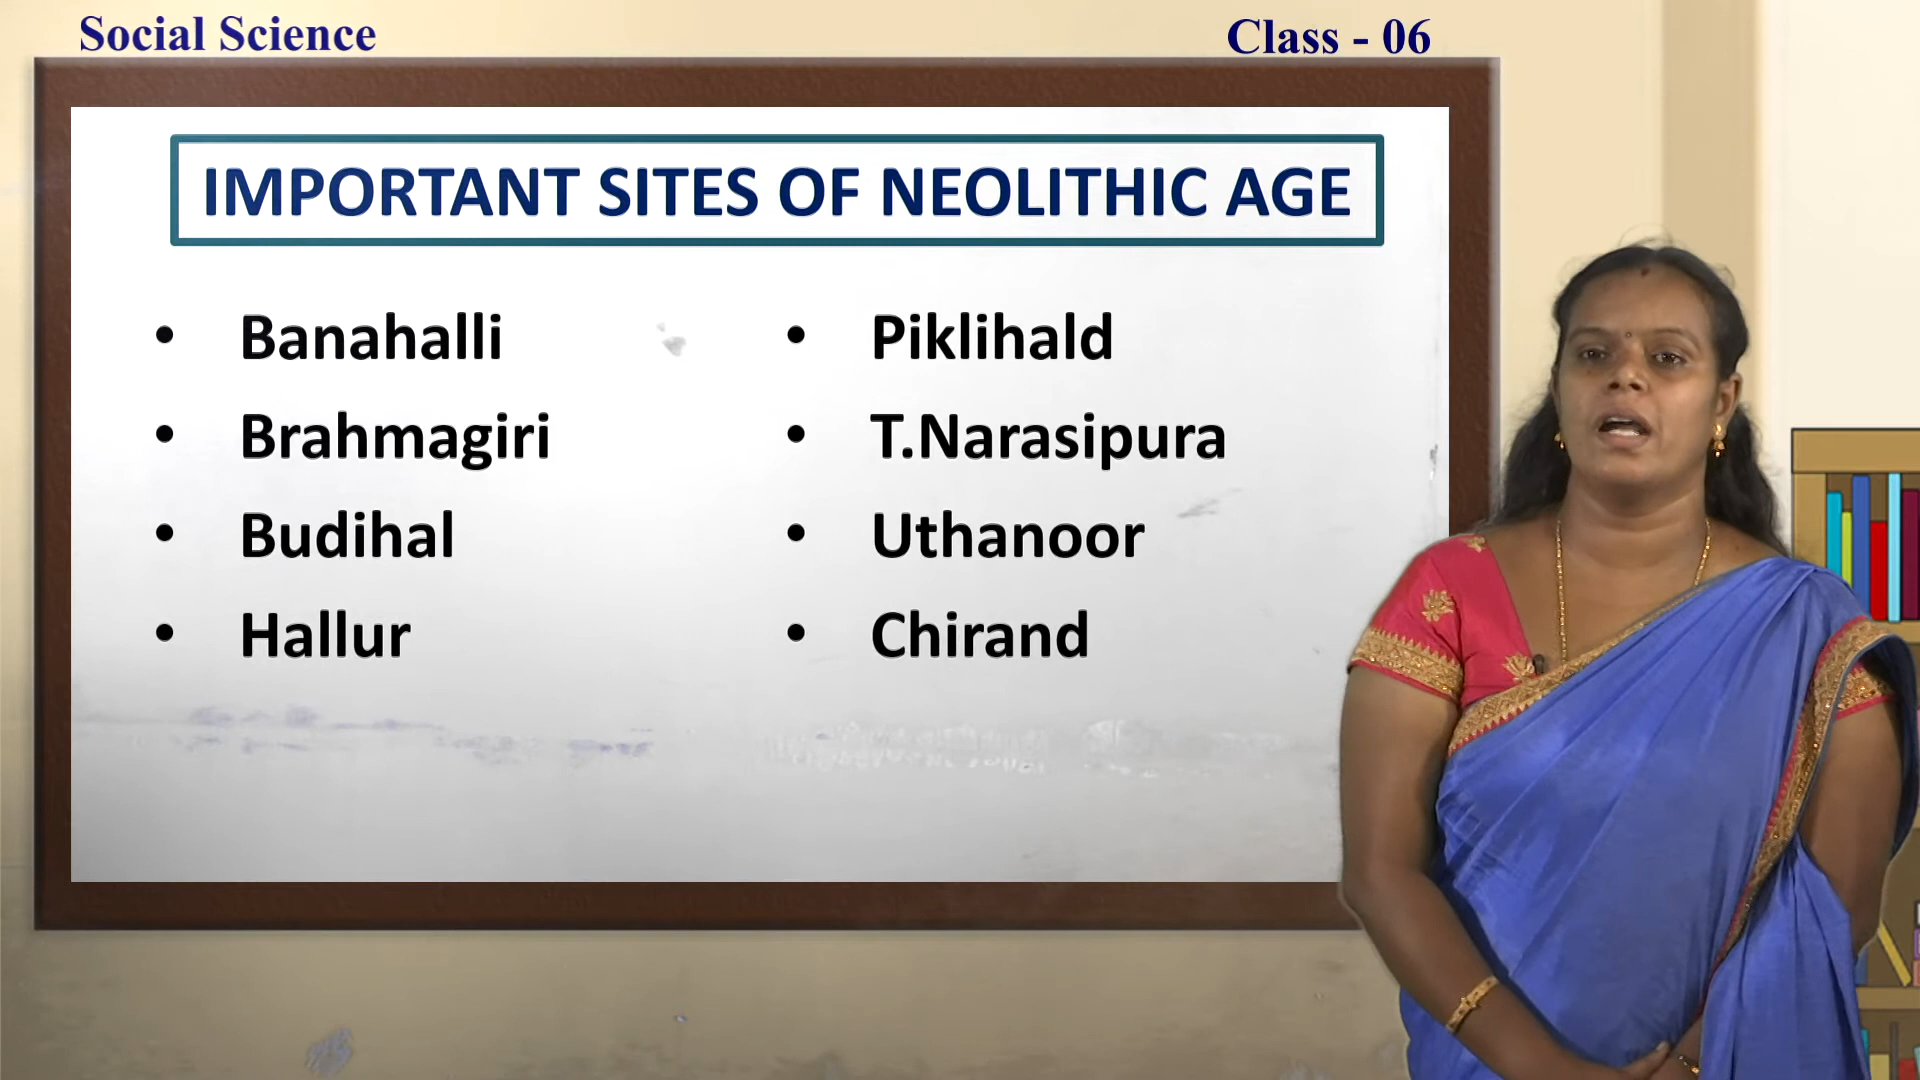 Social Science
Class - 06
IMPORTANT SITES OF NEOLITHIC AGE
• Banahalli
• Brahmagiri
• Budihal
• Hallur
• Piklihald
• T.Narasipura
• Uthanoor
• Chirand